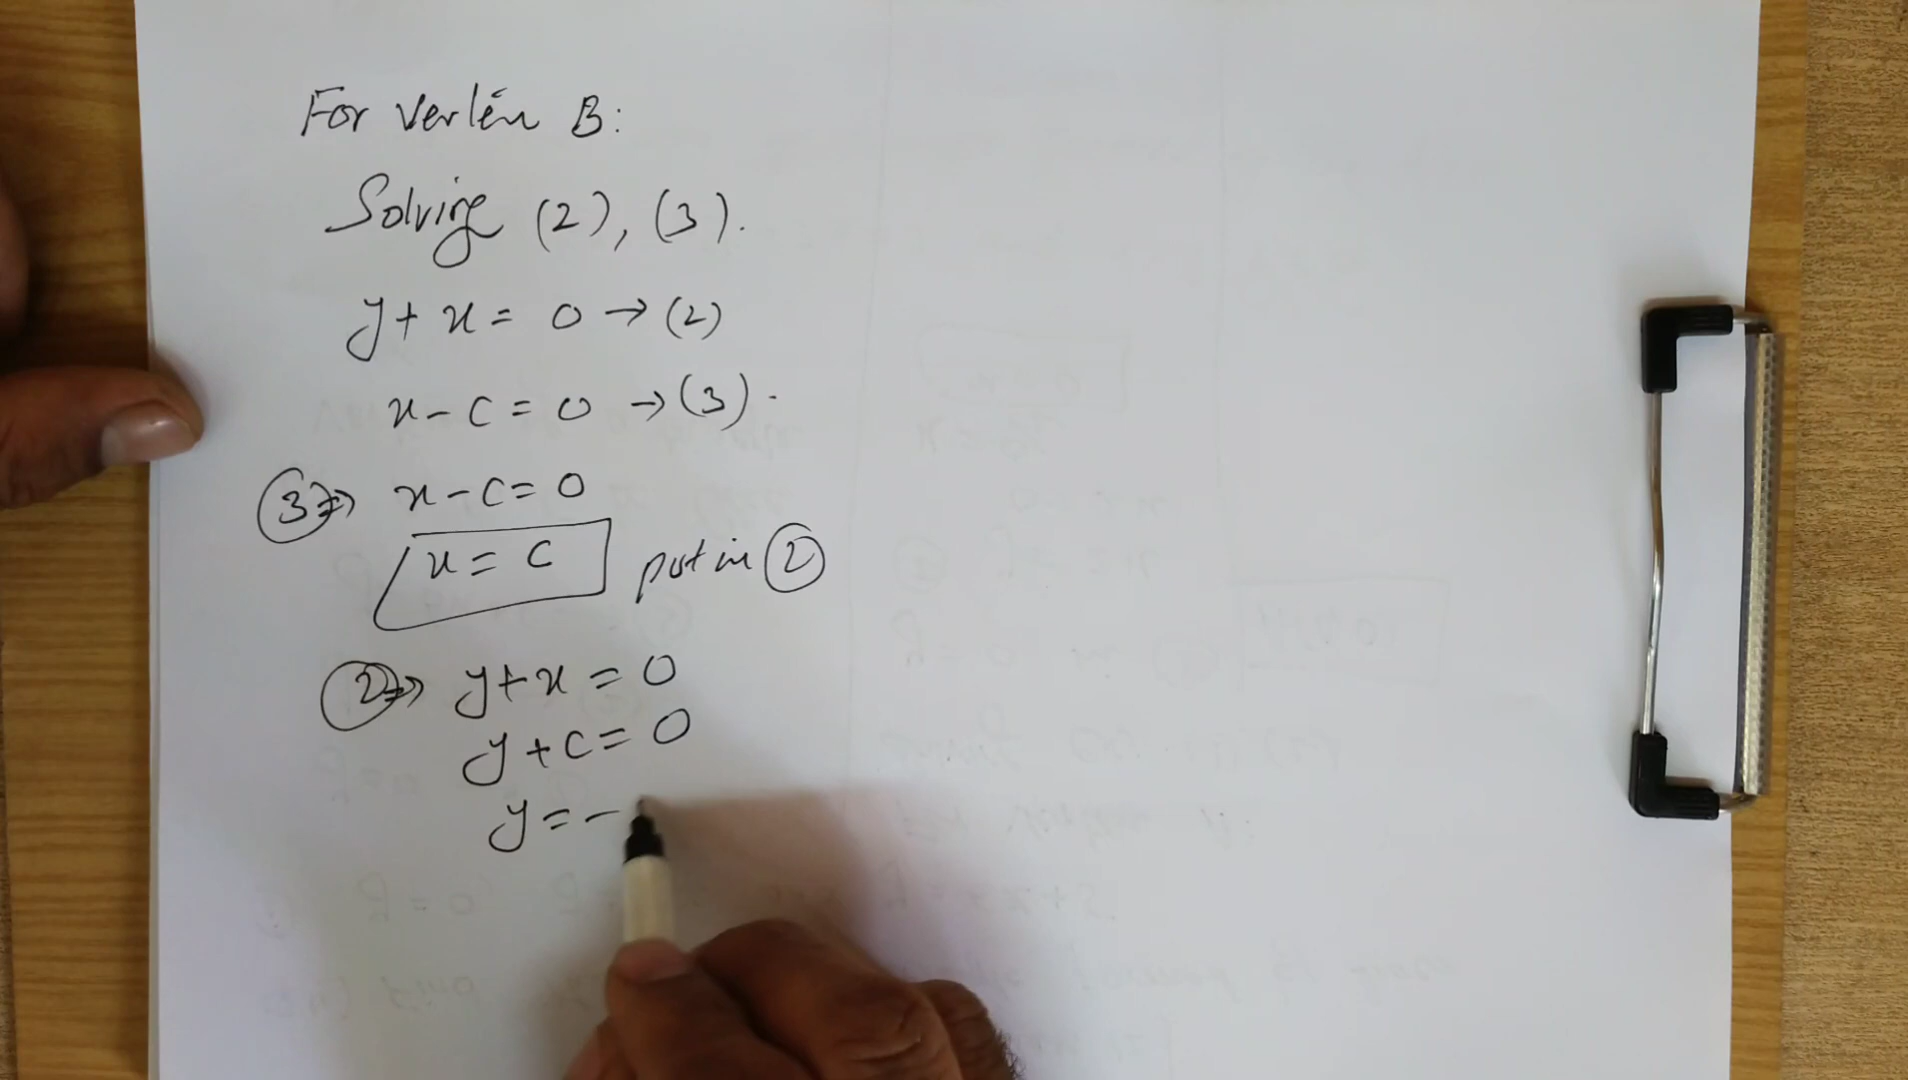 For Vertex B:
Solving (2), (3).
y + x = 0 → (2)
x - c = 0 → (3).
③ ⇒ x - c = 0
x = c put in ②
② ⇒ y + x = 0
y + c = 0
y = -